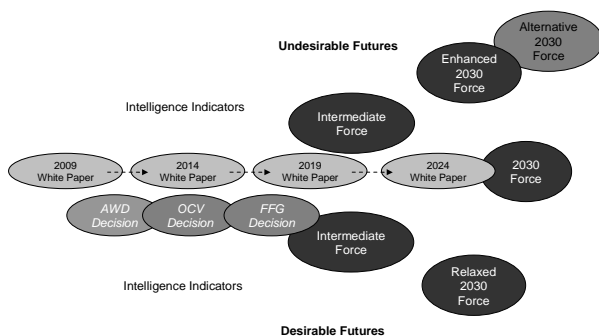 Alternative
2030
Force
Undesirable Futures
Enhanced
2030
Force
Intelligence Indicators
Intermediate
Force
2009
White Paper
2014
White Paper
2019
White Paper
2024
White Paper
2030
Force
AWD
Decision
OCV
Decision
FFG
Decision
Intermediate
Force
Intelligence Indicators
Relaxed
2030
Force
Desirable Futures